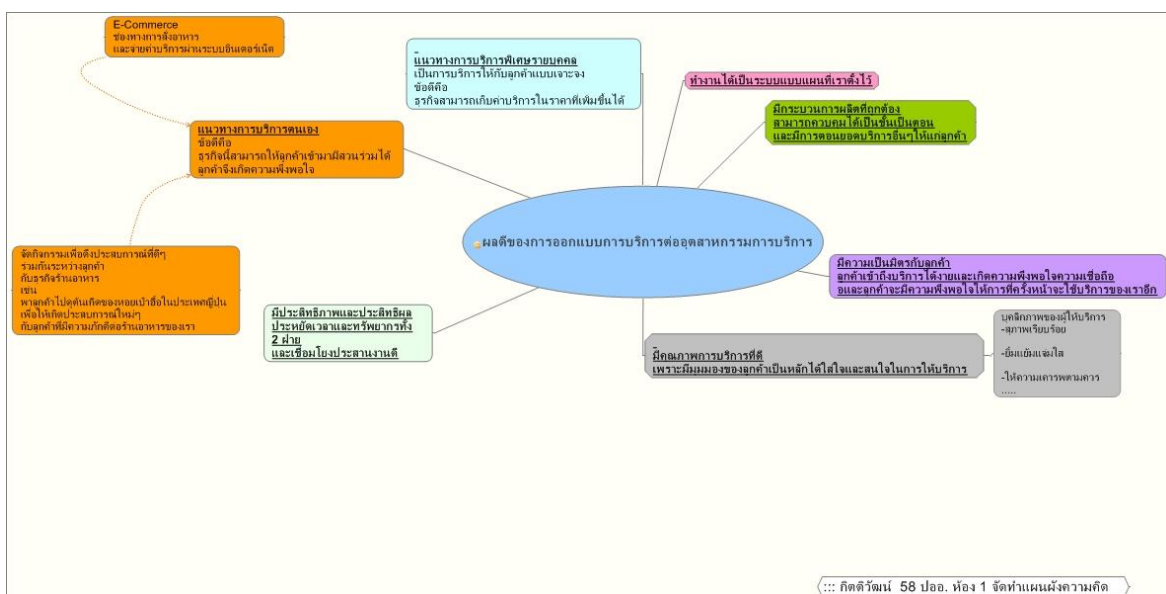 E-Commerce
ช่องทางการสั่งอาหาร
และจ่ายค่าบริการผ่านระบบอินเตอร์เน็ต
แนวทางการบริการพิเศษรายบุคคล
เป็นการบริการให้กับลูกค้าแบบเจาะจง
ข้อดีคือ
ธุรกิจสามารถเก็บค่าบริการในราคาที่เพิ่มขึ้นได้
ทำงานได้เป็นระบบแบบแผนที่เราตั้งไว้
มีกระบวนการผลิตที่ถูกต้อง
สามารถควบคุมได้เป็นขั้นเป็นตอน
และมีการต่อยอดบริการอื่นๆให้แก่ลูกค้า
แนวทางการบริการตนเอง
ข้อดีคือ
ธุรกิจนี้สามารถให้ลูกค้าเข้ามามีส่วนร่วมได้
ลูกค้าจึงเกิดความพึงพอใจ
ผลดีของการออกแบบการบริการต่ออุตสาหกรรมการบริการ
จัดกิจกรรมเพื่อดึงประสบการณ์ที่ดีๆ
ร่วมกันระหว่างลูกค้า
กับธุรกิจร้านอาหาร
เช่น
พาลูกค้าไปดูต้นเกิดของหอยเป๋าฮื้อในประเทศญี่ปุ่น
เพื่อให้เกิดประสบการณ์ใหม่ๆ
กับลูกค้าที่มีความภักดีต่อร้านอาหารของเรา
มีความเป็นมิตรกับลูกค้า
ลูกค้าเข้าถึงบริการได้ง่ายและเกิดความพึงพอใจความเชื่อถือ
อและลูกค้าจะมีความพึงพอใจให้การที่ครั้งหน้าจะใช้บริการของเราอีก
มีประสิทธิภาพและประสิทธิผล
ประหยัดเวลาและทรัพยากรทั้ง
2 ฝ่าย
และเชื่อมโยงประสานงานดี
มีคุณภาพการบริการที่ดี
เพราะมีมุมมองของลูกค้าเป็นหลักได้ใส่ใจและสนใจในการให้บริการ
บุคลิกภาพของผู้ให้บริการ
-สุภาพเรียบร้อย
-ยิ้มแย้มแจ่มใส
-ให้ความเคารพตามควร
.....
::: กิตติวัฒน์ 58 ปออ. ห้อง 1 จัดทำแผนผังความคิด